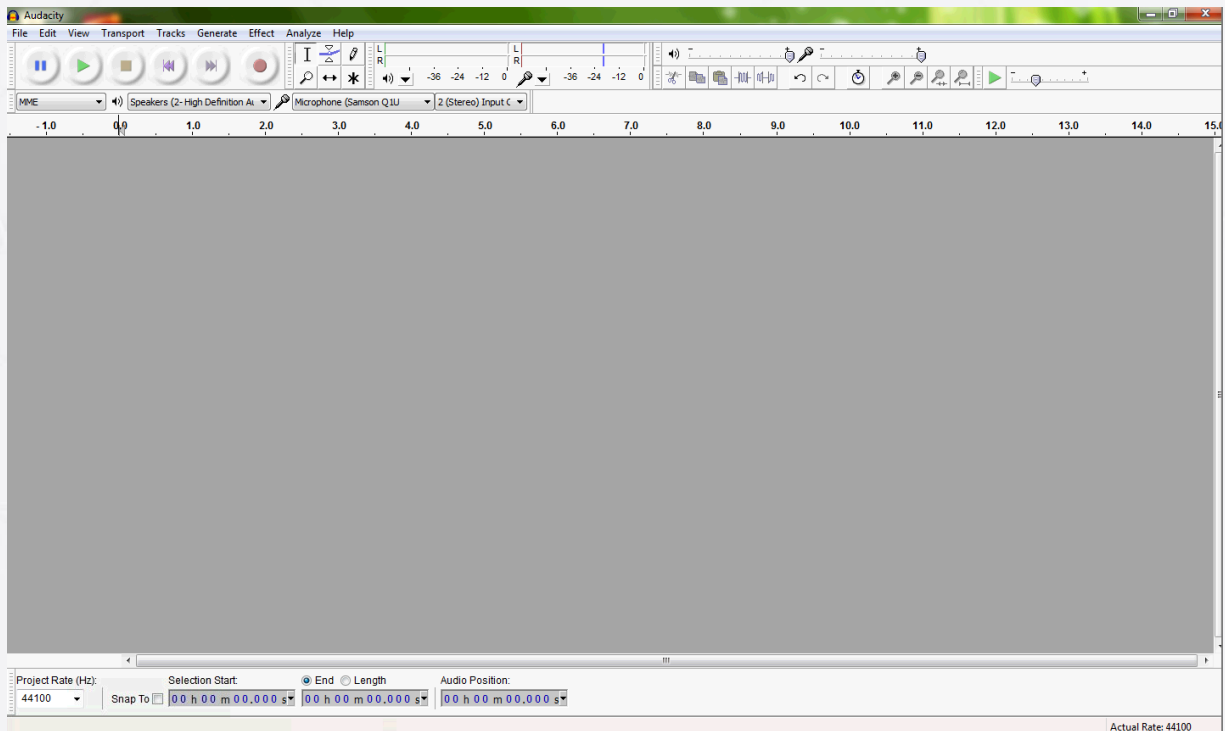 Audacity
File Edit View Transport Tracks Generate Effect Analyze Help
L
R
L
R
-36 -24 -12 0
-36 -24 -12 0
- +
- +
- +
MME
Speakers (2- High Definition Au
Microphone (Samson Q1U
2 (Stereo) Input C
- 1.0 0.0 1.0 2.0 3.0 4.0 5.0 6.0 7.0 8.0 9.0 10.0 11.0 12.0 13.0 14.0 15.0
Project Rate (Hz): Selection Start: End Length Audio Position:
44100 Snap To 00 h 00 m 00.000 s 00 h 00 m 00.000 s 00 h 00 m 00.000 s
Actual Rate: 44100